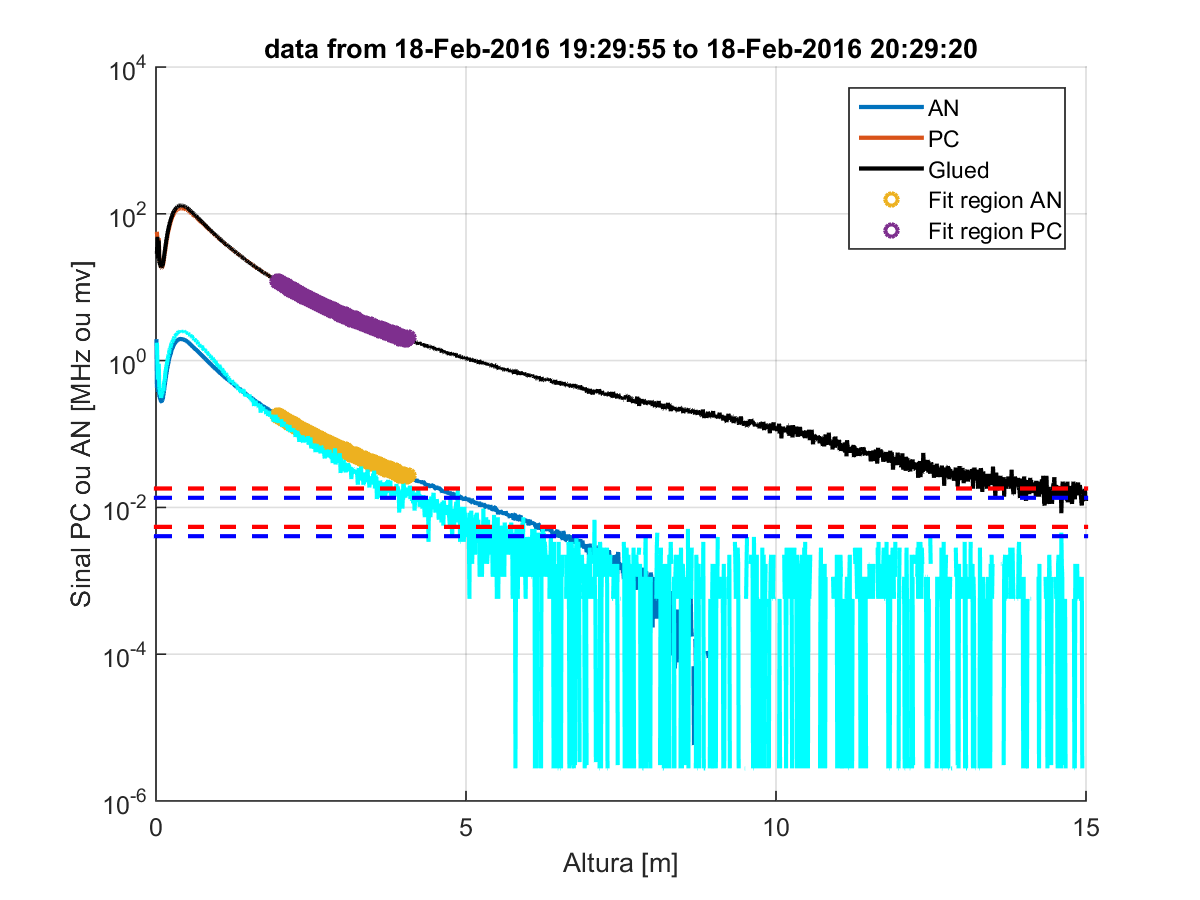 data from 18-Feb-2016 19:29:55 to 18-Feb-2016 20:29:20
10^4
10^2
10^0
10^-2
10^-4
10^-6
Sinal PC ou AN [MHz ou mv]
AN
PC
Glued
Fit region AN
Fit region PC
0 5 10 15
Altura [m]